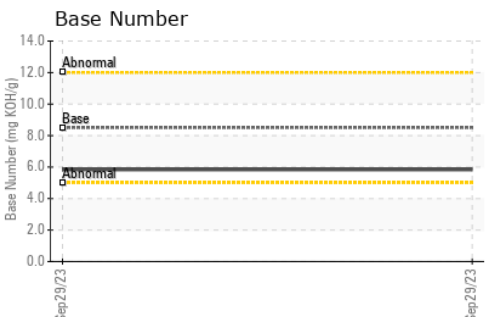 Base Number
Base Number (mg KOH/g)
14.0
12.0
10.0
8.0
6.0
4.0
2.0
0.0
Abnormal
Base
Abnormal
Sep29/23
Sep29/23